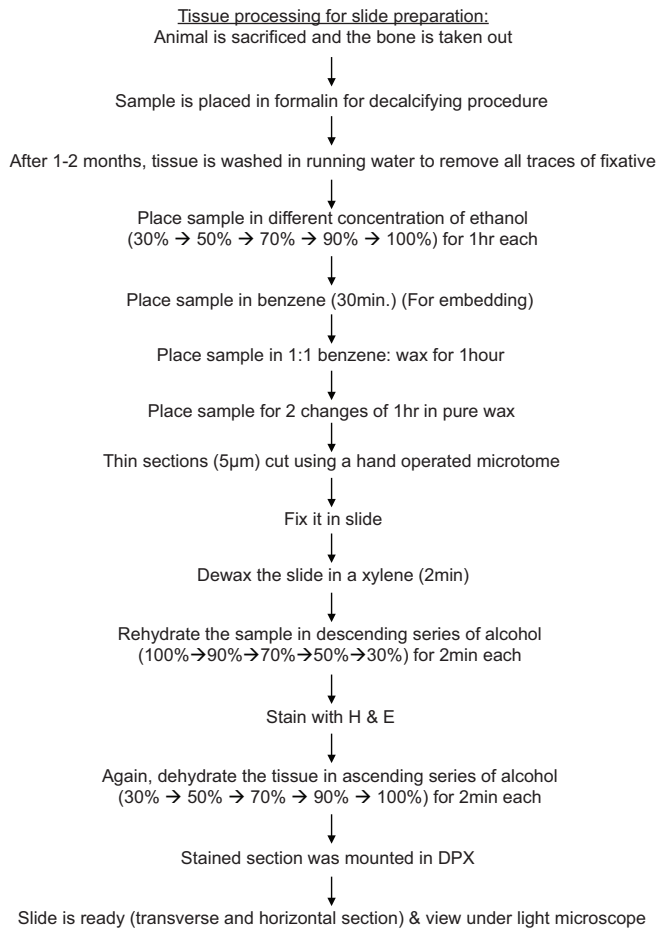 Tissue processing for slide preparation:
Animal is sacrificed and the bone is taken out
Sample is placed in formalin for decalcifying procedure
After 1-2 months, tissue is washed in running water to remove all traces of fixative
Place sample in different concentration of ethanol
(30% → 50% → 70% → 90% → 100%) for 1hr each
Place sample in benzene (30min.) (For embedding)
Place sample in 1:1 benzene: wax for 1hour
Place sample for 2 changes of 1hr in pure wax
Thin sections (5μm) cut using a hand operated microtome
Fix it in slide
Dewax the slide in a xylene (2min)
Rehydrate the sample in descending series of alcohol
(100%→90%→70%→50%→30%) for 2min each
Stain with H & E
Again, dehydrate the tissue in ascending series of alcohol
(30% → 50% → 70% → 90% → 100%) for 2min each
Stained section was mounted in DPX
Slide is ready (transverse and horizontal section) & view under light microscope